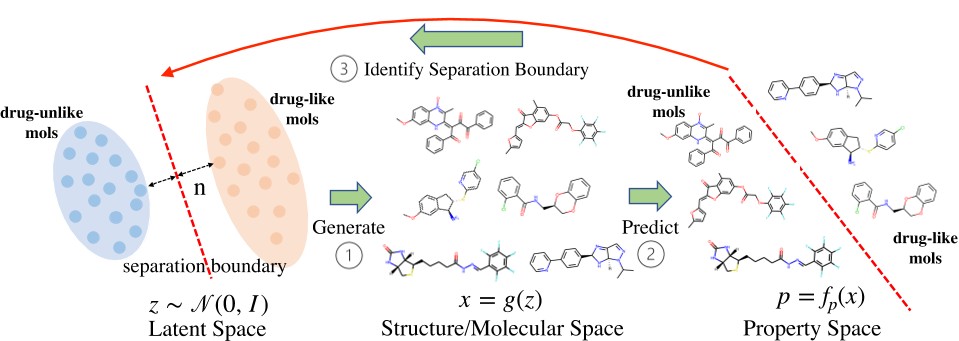 ③ Identify Separation Boundary
drug-unlike
mols
drug-like
mols
n
separation boundary
z ~ 𝒩(0, I)
Latent Space
Generate
①
x = g(z)
Structure/Molecular Space
Predict
②
drug-unlike
mols
drug-like
mols
p = fₚ(x)
Property Space